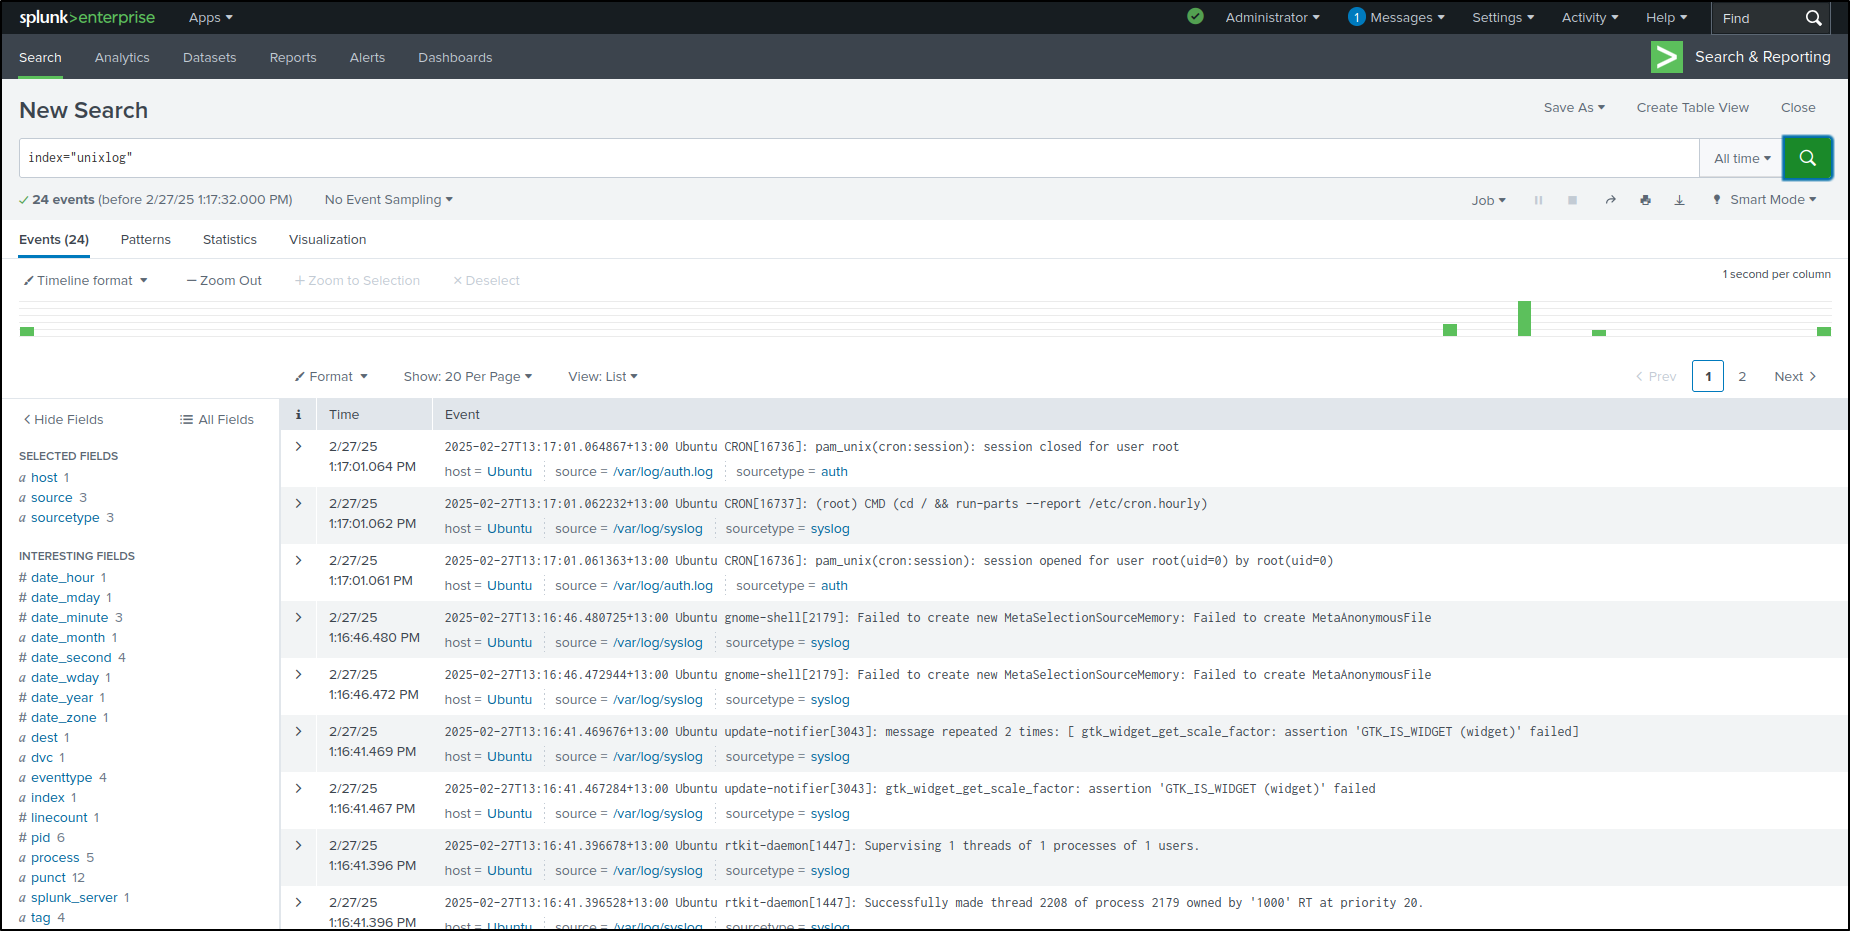 splunk>enterprise Apps Administrator 1 Messages Settings Activity Help Find
Search Analytics Datasets Reports Alerts Dashboards > Search & Reporting
New Search Save As Create Table View Close
index="unixlog" All time
24 events (before 2/27/25 1:17:32.000 PM) No Event Sampling Job Smart Mode
Events (24) Patterns Statistics Visualization
Timeline format — Zoom Out + Zoom to Selection × Deselect 1 second per column
Format Show: 20 Per Page View: List < Prev 1 2 Next >
< Hide Fields All Fields
SELECTED FIELDS
a host 1
a source 3
a sourcetype 3
INTERESTING FIELDS
# date_hour 1
# date_mday 1
# date_minute 3
a date_month 1
# date_second 4
a date_wday 1
# date_year 1
# date_zone 1
a dest 1
a dvc 1
a eventtype 4
a index 1
# linecount 1
# pid 6
a process 5
a punct 12
a splunk_server 1
a tag 4
i Time Event
> 2/27/25 2025-02-27T13:17:01.064867+13:00 Ubuntu CRON[16736]: pam_unix(cron:session): session closed for user root
1:17:01.064 PM
host = Ubuntu source = /var/log/auth.log sourcetype = auth
> 2/27/25 2025-02-27T13:17:01.062232+13:00 Ubuntu CRON[16737]: (root) CMD (cd / && run-parts --report /etc/cron.hourly)
1:17:01.062 PM
host = Ubuntu source = /var/log/syslog sourcetype = syslog
> 2/27/25 2025-02-27T13:17:01.061363+13:00 Ubuntu CRON[16736]: pam_unix(cron:session): session opened for user root(uid=0) by root(uid=0)
1:17:01.061 PM
host = Ubuntu source = /var/log/auth.log sourcetype = auth
> 2/27/25 2025-02-27T13:16:46.480725+13:00 Ubuntu gnome-shell[2179]: Failed to create new MetaSelectionSourceMemory: Failed to create MetaAnonymousFile
1:16:46.480 PM
host = Ubuntu source = /var/log/syslog sourcetype = syslog
> 2/27/25 2025-02-27T13:16:46.472944+13:00 Ubuntu gnome-shell[2179]: Failed to create new MetaSelectionSourceMemory: Failed to create MetaAnonymousFile
1:16:46.472 PM
host = Ubuntu source = /var/log/syslog sourcetype = syslog
> 2/27/25 2025-02-27T13:16:41.469676+13:00 Ubuntu update-notifier[3043]: message repeated 2 times: [ gtk_widget_get_scale_factor: assertion 'GTK_IS_WIDGET (widget)' failed]
1:16:41.469 PM
host = Ubuntu source = /var/log/syslog sourcetype = syslog
> 2/27/25 2025-02-27T13:16:41.467284+13:00 Ubuntu update-notifier[3043]: gtk_widget_get_scale_factor: assertion 'GTK_IS_WIDGET (widget)' failed
1:16:41.467 PM
host = Ubuntu source = /var/log/syslog sourcetype = syslog
> 2/27/25 2025-02-27T13:16:41.396678+13:00 Ubuntu rtkit-daemon[1447]: Supervising 1 threads of 1 processes of 1 users.
1:16:41.396 PM
host = Ubuntu source = /var/log/syslog sourcetype = syslog
> 2/27/25 2025-02-27T13:16:41.396528+13:00 Ubuntu rtkit-daemon[1447]: Successfully made thread 2208 of process 2179 owned by '1000' RT at priority 20.
1:16:41.396 PM
host = Ubuntu source = /var/log/syslog sourcetype = syslog